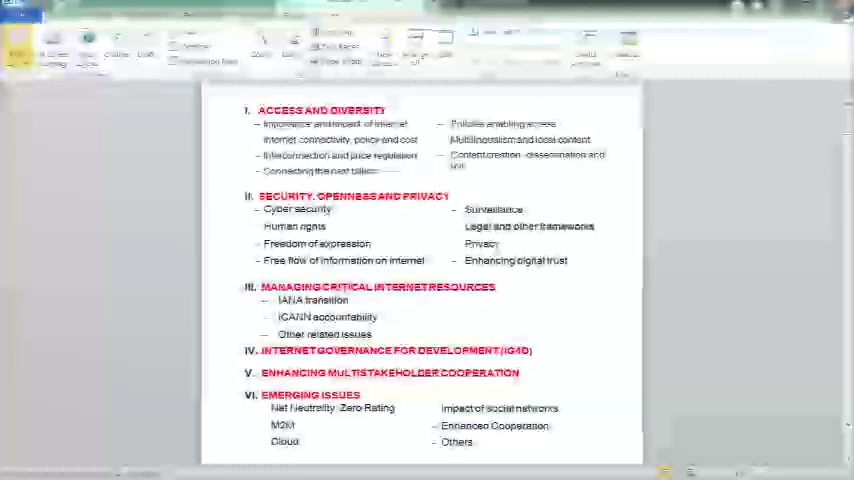 I. ACCESS AND DIVERSITY
– Importance and impact of internet
Internet connectivity, policy and cost
– Interconnection and price regulation
– Connecting the next billion
– Policies enabling access
Multilingualism and local content
– Content creation, dissemination and
use
II. SECURITY, OPENNESS AND PRIVACY
– Cyber security
Human rights
– Freedom of expression
– Free flow of information on internet
– Surveillance
Legal and other frameworks
Privacy
– Enhancing digital trust
III. MANAGING CRITICAL INTERNET RESOURCES
– IANA transition
– ICANN accountability
– Other related issues
IV. INTERNET GOVERNANCE FOR DEVELOPMENT (IG4D)
V. ENHANCING MULTISTAKEHOLDER COOPERATION
VI. EMERGING ISSUES
Net Neutrality, Zero Rating
M2M
Cloud
Impact of social networks
– Enhanced Cooperation
– Others